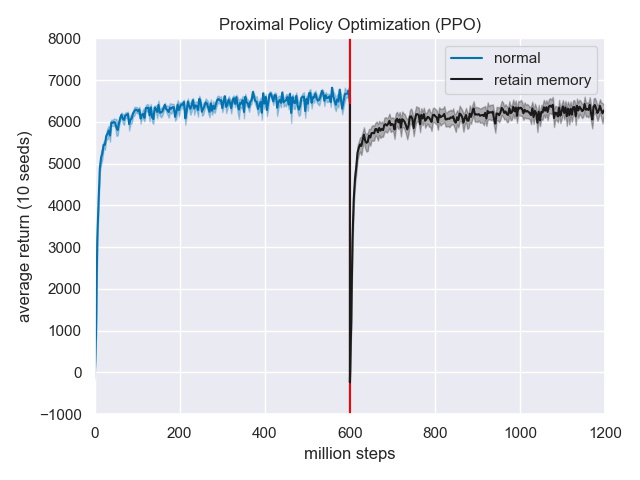 Proximal Policy Optimization (PPO)
8000
7000
6000
5000
4000
3000
2000
1000
0
−1000
average return (10 seeds)
normal
retain memory
0 200 400 600 800 1000 1200
million steps